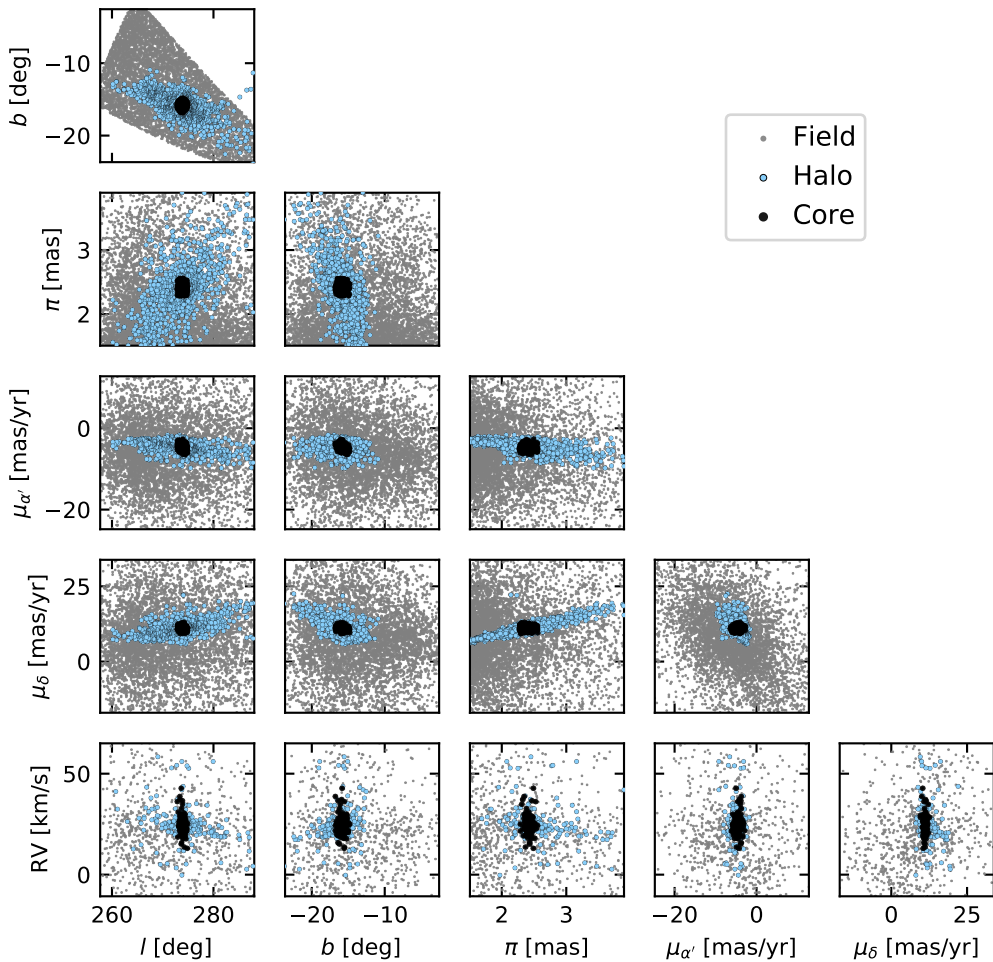 b [deg]
−10
−20
Field
Halo
Core
π [mas]
3
2
μα′ [mas/yr]
0
−20
μδ [mas/yr]
25
0
RV [km/s]
50
0
260 280
−20 −10
2 3
−20 0
0 25
l [deg]
b [deg]
π [mas]
μα′ [mas/yr]
μδ [mas/yr]